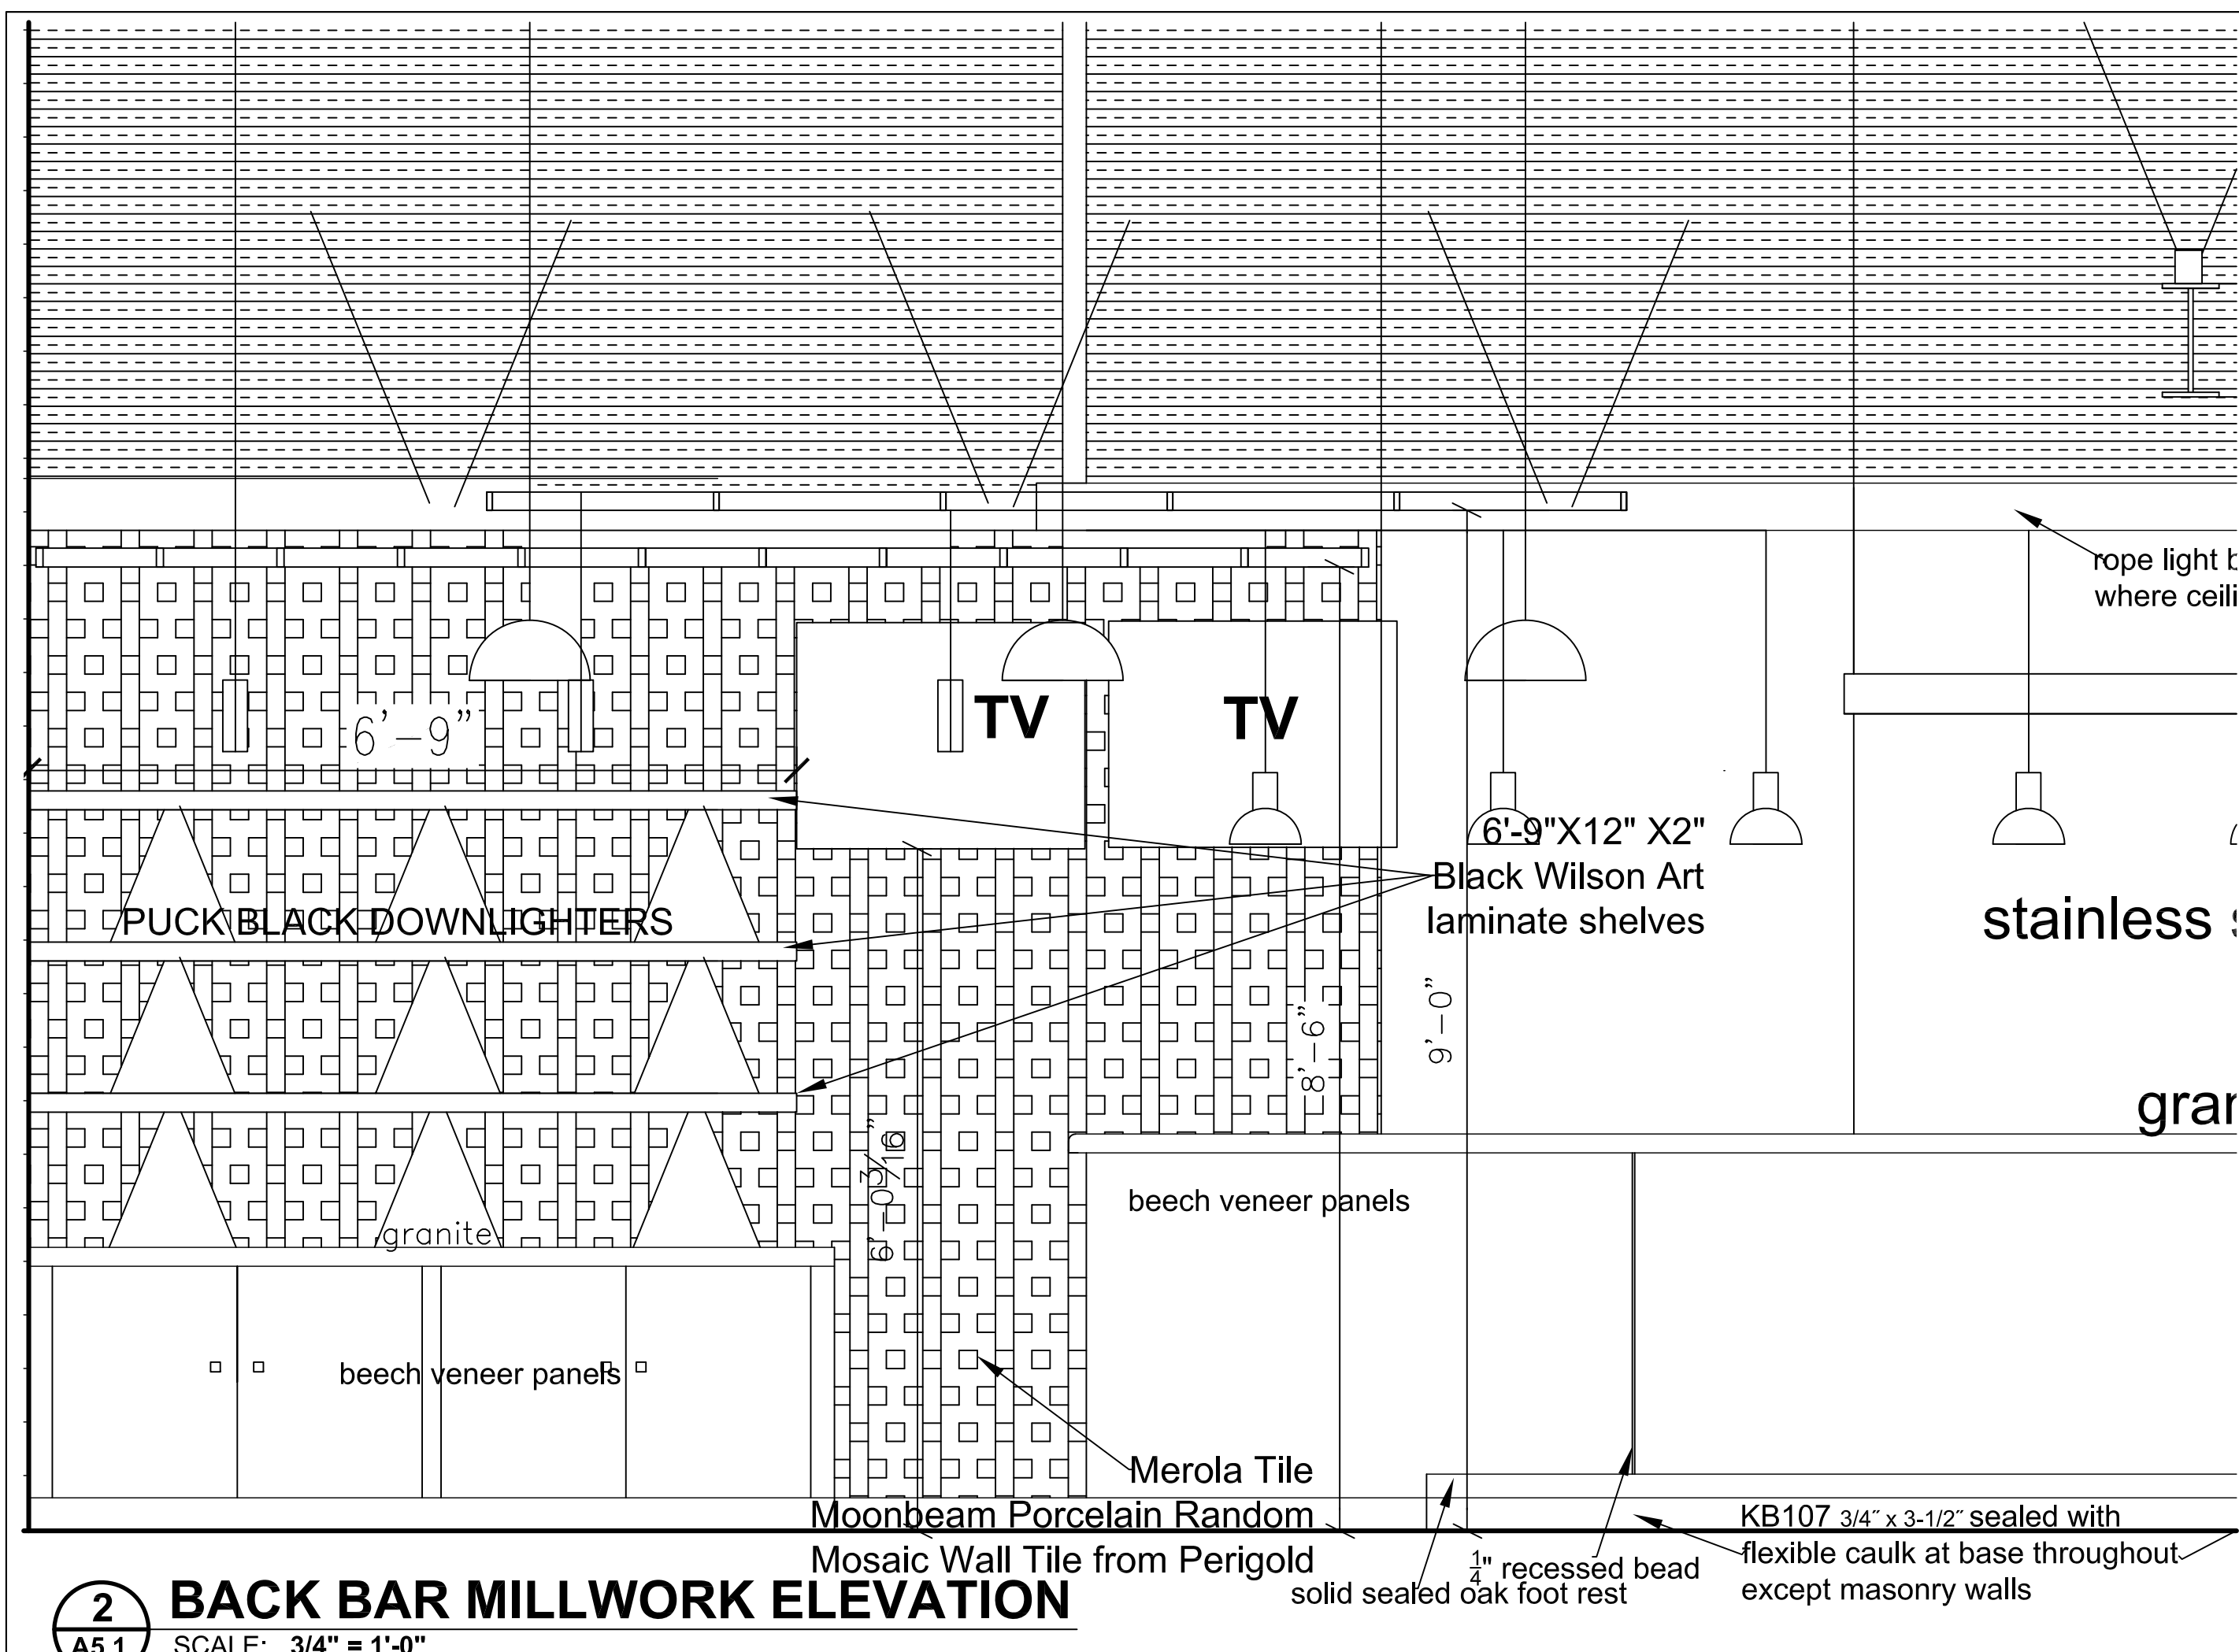 rope light
where
TV
TV
6'-9"
6'-9"X12" X2"
Black Wilson Art
laminate shelves
PUCK BLACK DOWNLIGHTERS
stainless
8'-6"
9'-0"
6'-0 3/16"
beech veneer panels
granite
beech veneer panels
Merola Tile
Moonbeam Porcelain Random
Mosaic Wall Tile from Perigold
1/4" recessed bead
solid sealed oak foot rest
KB107 3/4" x 3-1/2" sealed with
flexible caulk at base throughout
except masonry walls
2
A5.1
BACK BAR MILLWORK ELEVATION
SCALE: 3/4" = 1'-0"